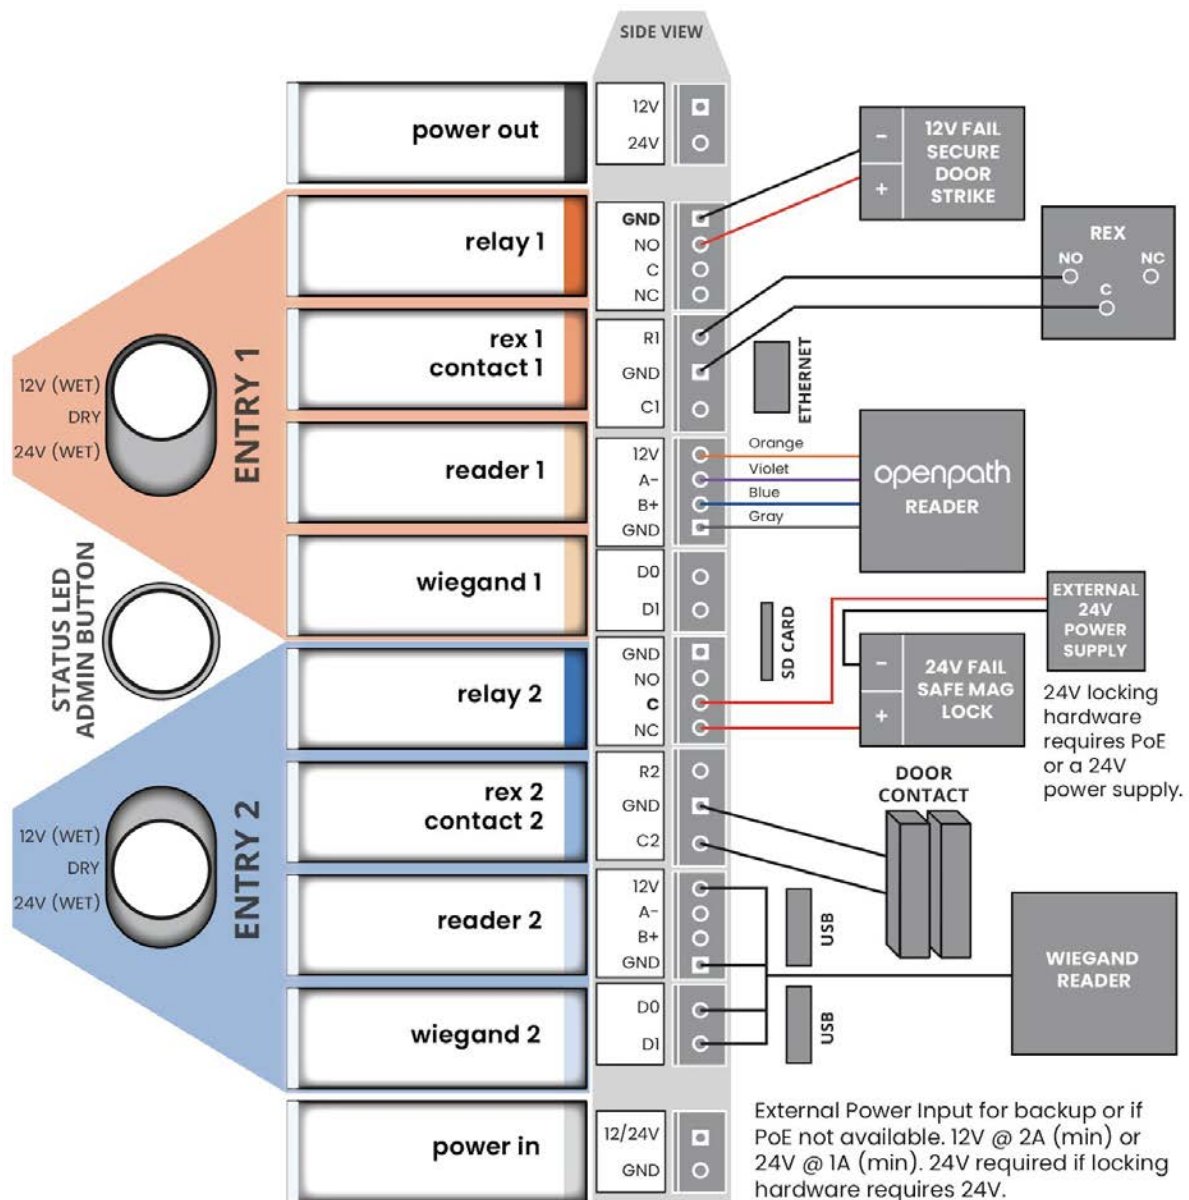 SIDE VIEW
power out
12V
24V
relay 1
GND
NO
C
NC
rex 1
contact 1
R1
GND
C1
reader 1
12V
A-
B+
GND
wiegand 1
D0
D1
relay 2
GND
NO
C
NC
rex 2
contact 2
R2
GND
C2
reader 2
12V
A-
B+
GND
wiegand 2
D0
D1
power in
12/24V
GND
ENTRY 1
12V (WET)
DRY
24V (WET)
STATUS LED
ADMIN BUTTON
ENTRY 2
12V (WET)
DRY
24V (WET)
-
+
12V FAIL
SECURE
DOOR
STRIKE
REX
NO
NC
C
ETHERNET
Orange
Violet
Blue
Gray
openpath
READER
SD CARD
EXTERNAL
24V
POWER
SUPPLY
-
+
24V FAIL
SAFE MAG
LOCK
24V locking
hardware
requires PoE
or a 24V
power supply.
DOOR
CONTACT
USB
USB
WIEGAND
READER
External Power Input for backup or if
PoE not available. 12V @ 2A (min) or
24V @ 1A (min). 24V required if locking
hardware requires 24V.